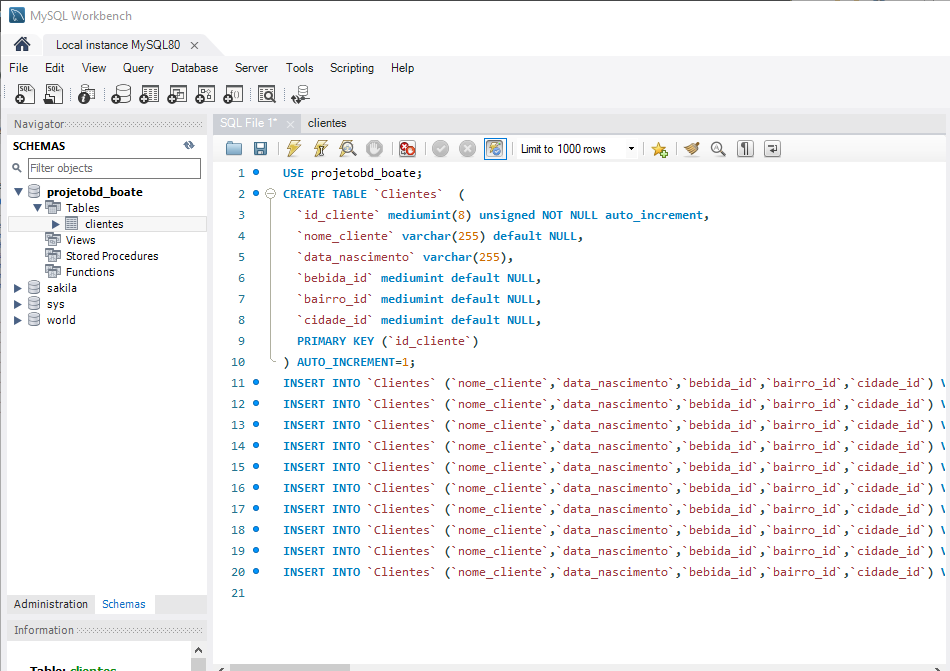 MySQL Workbench
Local instance MySQL80
File Edit View Query Database Server Tools Scripting Help
Navigator
SCHEMAS
Filter objects
projetobd_boate
Tables
clientes
Views
Stored Procedures
Functions
sakila
sys
world
Administration Schemas
Information
Table: clientes
SQL File 1* clientes
Limit to 1000 rows
1 USE projetobd_boate;
2 CREATE TABLE `Clientes` (
3 `id_cliente` mediumint(8) unsigned NOT NULL auto_increment,
4 `nome_cliente` varchar(255) default NULL,
5 `data_nascimento` varchar(255),
6 `bebida_id` mediumint default NULL,
7 `bairro_id` mediumint default NULL,
8 `cidade_id` mediumint default NULL,
9 PRIMARY KEY (`id_cliente`)
10 ) AUTO_INCREMENT=1;
11 INSERT INTO `Clientes` (`nome_cliente`,`data_nascimento`,`bebida_id`,`bairro_id`,`cidade_id`) V
12 INSERT INTO `Clientes` (`nome_cliente`,`data_nascimento`,`bebida_id`,`bairro_id`,`cidade_id`) V
13 INSERT INTO `Clientes` (`nome_cliente`,`data_nascimento`,`bebida_id`,`bairro_id`,`cidade_id`) V
14 INSERT INTO `Clientes` (`nome_cliente`,`data_nascimento`,`bebida_id`,`bairro_id`,`cidade_id`) V
15 INSERT INTO `Clientes` (`nome_cliente`,`data_nascimento`,`bebida_id`,`bairro_id`,`cidade_id`) V
16 INSERT INTO `Clientes` (`nome_cliente`,`data_nascimento`,`bebida_id`,`bairro_id`,`cidade_id`) V
17 INSERT INTO `Clientes` (`nome_cliente`,`data_nascimento`,`bebida_id`,`bairro_id`,`cidade_id`) V
18 INSERT INTO `Clientes` (`nome_cliente`,`data_nascimento`,`bebida_id`,`bairro_id`,`cidade_id`) V
19 INSERT INTO `Clientes` (`nome_cliente`,`data_nascimento`,`bebida_id`,`bairro_id`,`cidade_id`) V
20 INSERT INTO `Clientes` (`nome_cliente`,`data_nascimento`,`bebida_id`,`bairro_id`,`cidade_id`) V
21